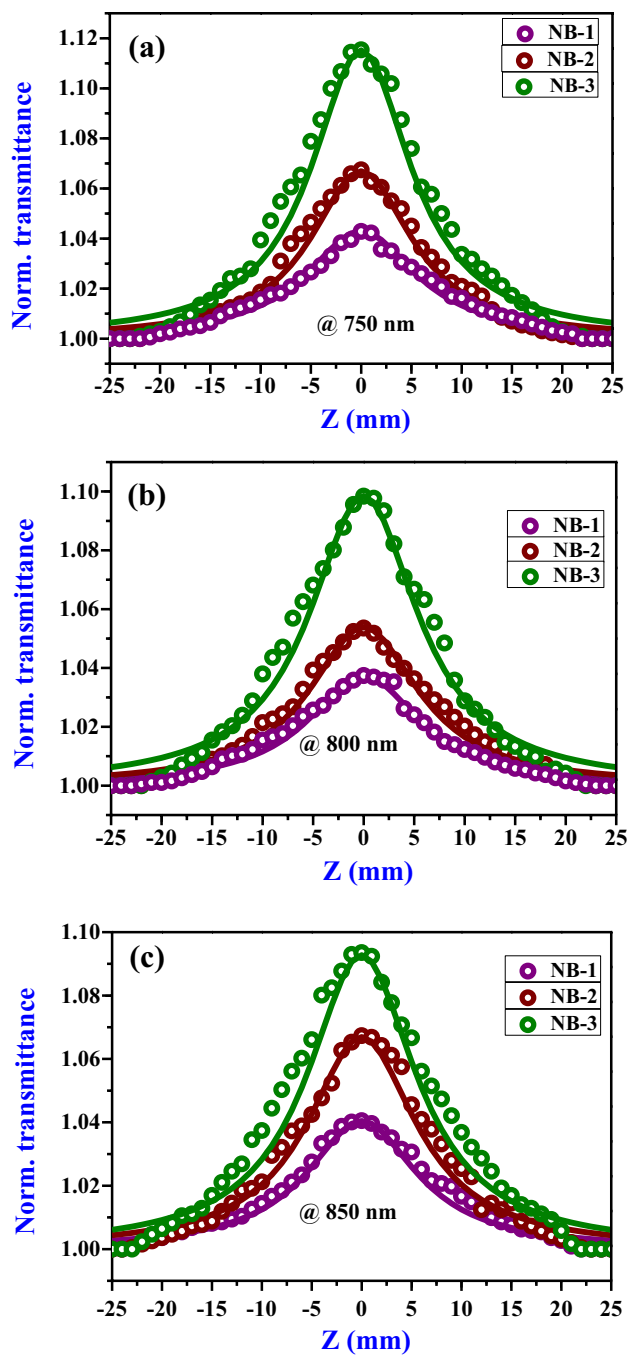 (a)
NB-1
NB-2
NB-3
1.12
1.10
1.08
1.06
1.04
1.02
1.00
Norm. transmittance
@ 750 nm
-25 -20 -15 -10 -5 0 5 10 15 20 25
Z (mm)
(b)
NB-1
NB-2
NB-3
1.10
1.08
1.06
1.04
1.02
1.00
Norm. transmittance
@ 800 nm
-25 -20 -15 -10 -5 0 5 10 15 20 25
Z (mm)
(c)
NB-1
NB-2
NB-3
1.10
1.08
1.06
1.04
1.02
1.00
Norm. transmittance
@ 850 nm
-25 -20 -15 -10 -5 0 5 10 15 20 25
Z (mm)